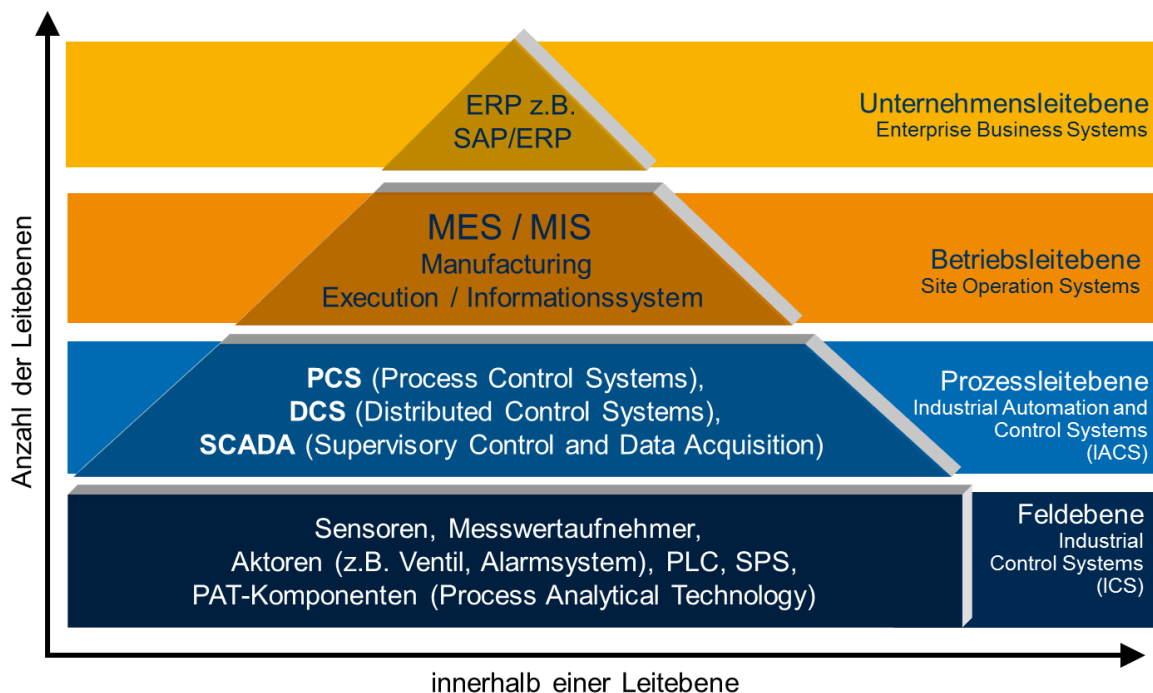 Anzahl der Leitebenen
ERP z.B.
SAP/ERP
Unternehmensleitebene
Enterprise Business Systems
MES / MIS
Manufacturing
Execution / Informationssystem
Betriebsleitebene
Site Operation Systems
PCS (Process Control Systems),
DCS (Distributed Control Systems),
SCADA (Supervisory Control and Data Acquisition)
Prozessleitebene
Industrial Automation and
Control Systems
(IACS)
Sensoren, Messwertaufnehmer,
Aktoren (z.B. Ventil, Alarmsystem), PLC, SPS,
PAT-Komponenten (Process Analytical Technology)
Feldebene
Industrial
Control Systems
(ICS)
innerhalb einer Leitebene